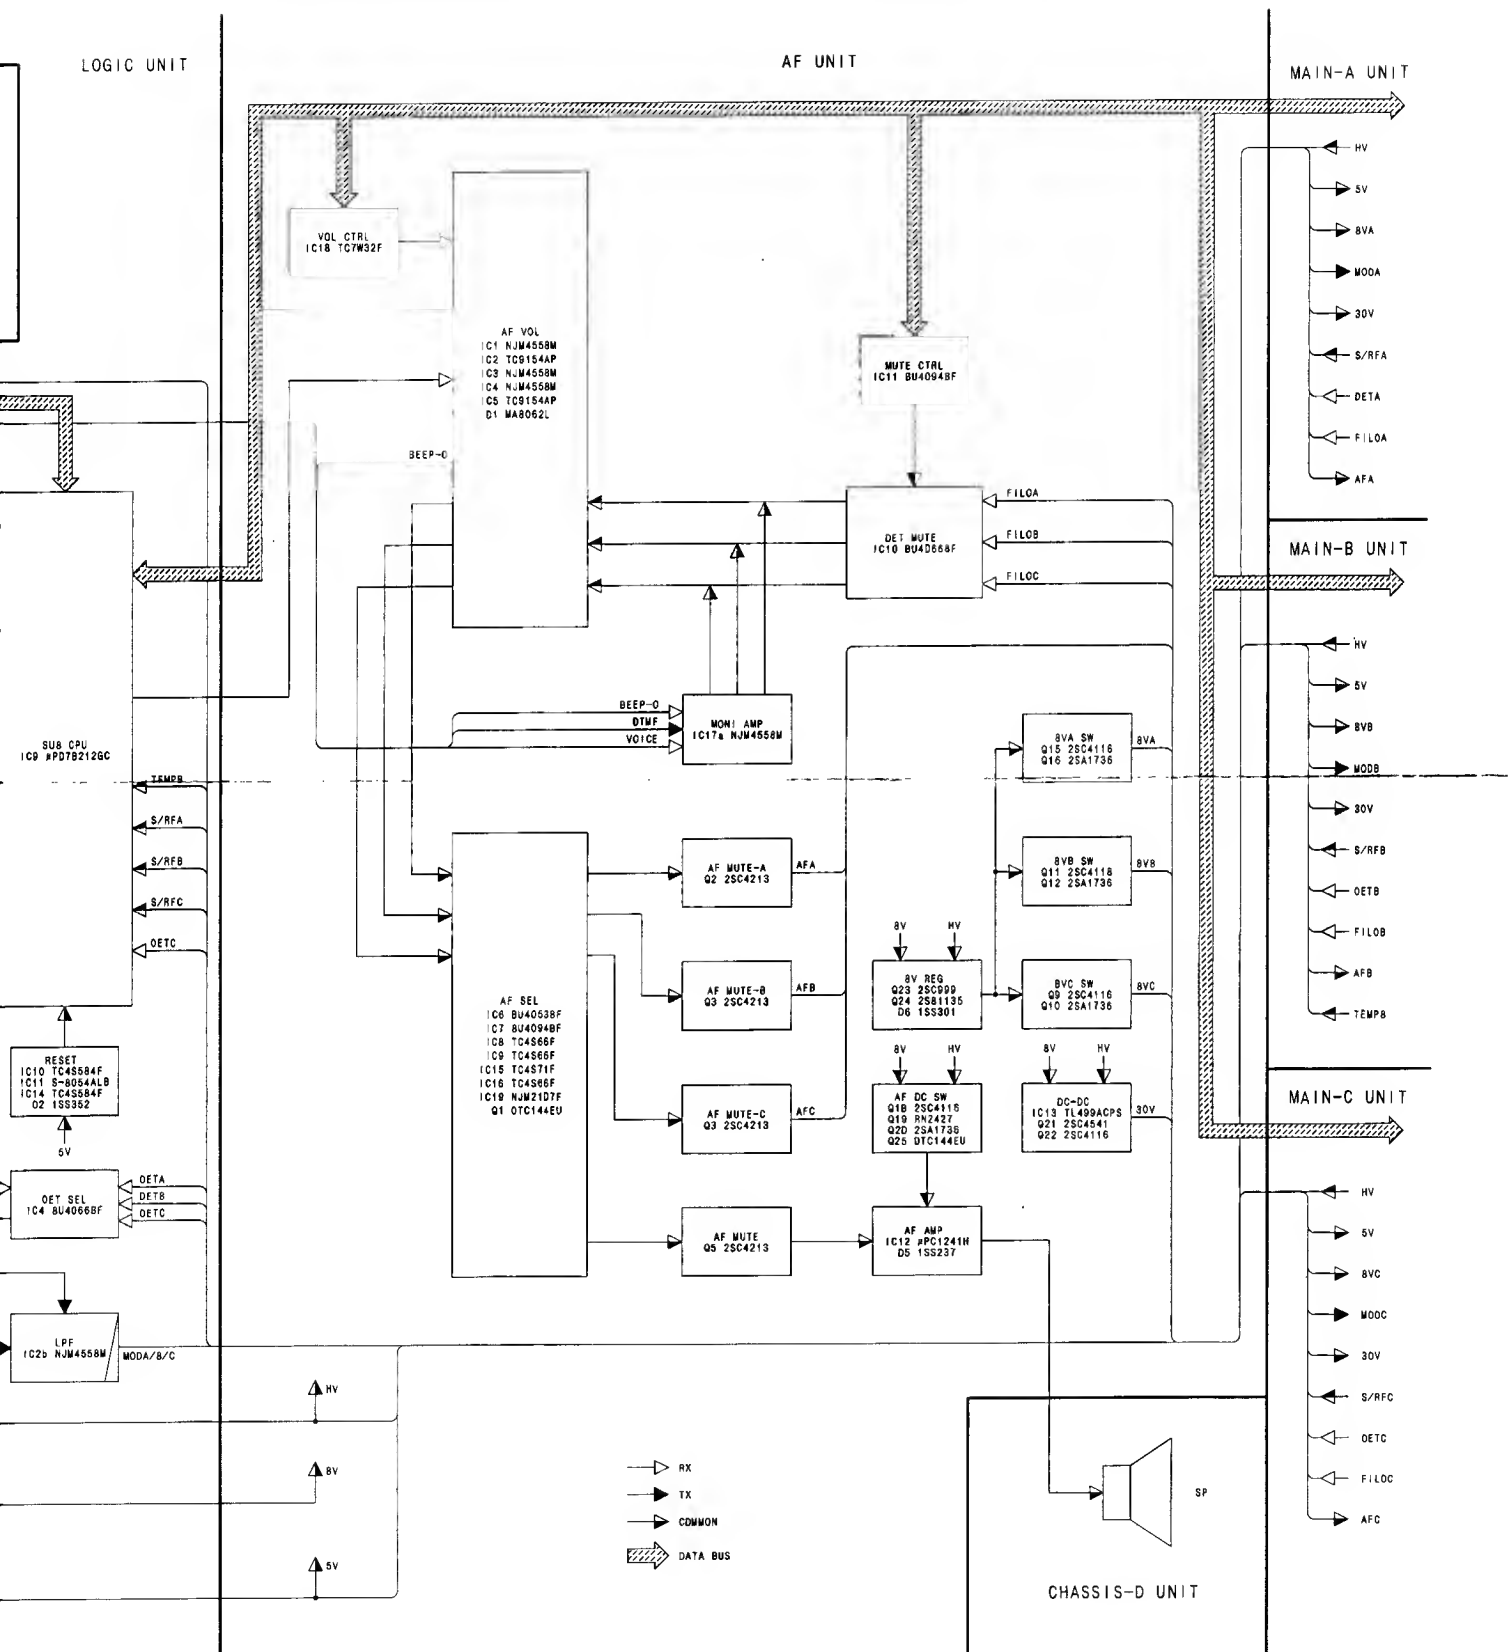 LOGIC UNIT
AF UNIT
MAIN-A UNIT
HV
5V
8VA
MODA
30V
S/RFA
DETA
FILOA
AFA
VOL CTRL
IC18 TC7W32F
AF VOL
IC1 NJM4558M
IC2 TC9154AP
IC3 NJM4558M
IC4 NJM4558M
IC5 TC9154AP
D1 MA8062L
MUTE CTRL
IC11 BU4094BF
BEEP-O
FILOA
FILOB
FILOC
DET MUTE
IC10 BU4D668F
MAIN-B UNIT
HV
5V
8VB
MODB
30V
S/RFB
DETB
FILOB
AFB
TEMPB
SUB CPU
IC9 µPD78212GC
TEMPB
S/RFA
S/RFB
S/RFC
DETC
BEEP-O
DTMF
VOICE
MONI AMP
IC17a NJM4558M
8VA SW
Q15 2SC4116
Q16 2SA1736
8VA
8VB SW
Q11 2SC4116
Q12 2SA1736
8VB
8VC SW
Q9 2SC4116
Q10 2SA1736
8VC
AF MUTE-A
Q2 2SC4213
AFA
AF MUTE-B
Q3 2SC4213
AFB
AF MUTE-C
Q3 2SC4213
AFC
8V
HV
8V REG
Q23 2SC999
Q24 2SB1135
D6 1SS301
AF SEL
IC6 BU4053BF
IC7 BU4094BF
IC8 TC4S66F
IC9 TC4S66F
IC15 TC4S71F
IC16 TC4S66F
IC19 NJM21D7F
Q1 DTC144EU
8V
HV
AF DC SW
Q18 2SC4116
Q19 RN2427
Q20 2SA1736
Q25 DTC144EU
8V
HV
DC-DC
IC13 TL499ACPS
Q21 2SC4541
Q22 2SC4116
30V
RESET
IC10 TC4S584F
IC11 S-8054ALB
IC14 TC4S584F
D2 1SS352
5V
DET SEL
IC4 BU4066BF
DETA
DETB
DETC
AF MUTE
Q5 2SC4213
AF AMP
IC12 µPC1241H
D5 1SS237
LPF
IC2b NJM4558M
MODA/B/C
HV
8V
5V
MAIN-C UNIT
HV
5V
8VC
MODC
30V
S/RFC
DETC
FILOC
AFC
RX
TX
COMMON
DATA BUS
SP
CHASSIS-D UNIT